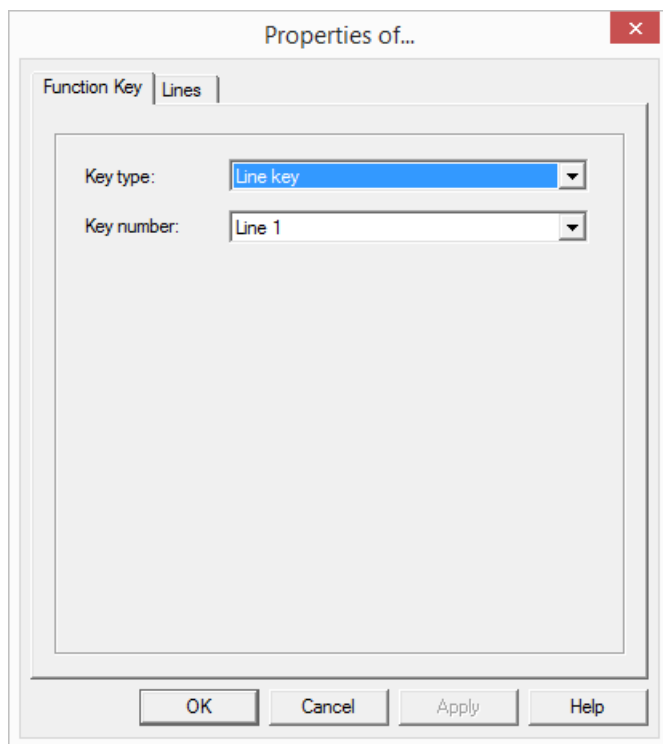 Properties of...
Function Key Lines
Key type: Line key
Key number: Line 1
OK Cancel Apply Help